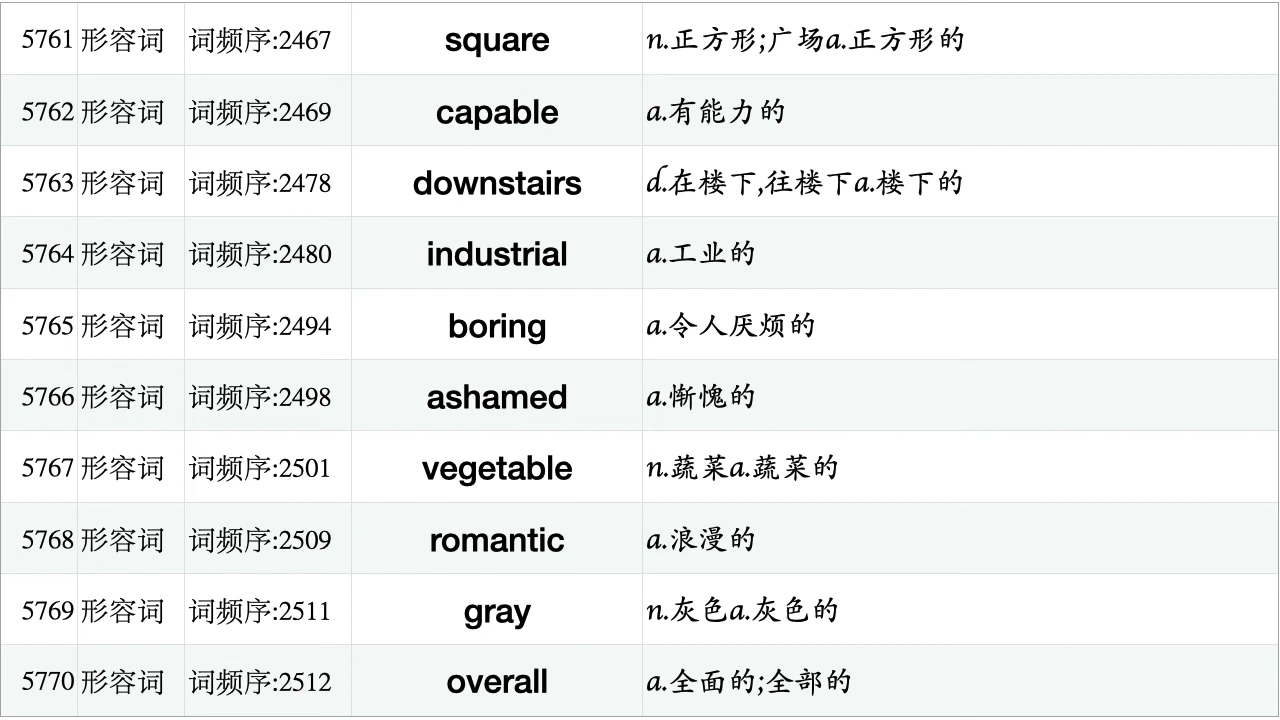 5761 形容词 词频序:2467 square n.正方形;广场a.正方形的
5762 形容词 词频序:2469 capable a.有能力的
5763 形容词 词频序:2478 downstairs d.在楼下,往楼下a.楼下的
5764 形容词 词频序:2480 industrial a.工业的
5765 形容词 词频序:2494 boring a.令人厌烦的
5766 形容词 词频序:2498 ashamed a.惭愧的
5767 形容词 词频序:2501 vegetable n.蔬菜a.蔬菜的
5768 形容词 词频序:2509 romantic a.浪漫的
5769 形容词 词频序:2511 gray n.灰色a.灰色的
5770 形容词 词频序:2512 overall a.全面的;全部的